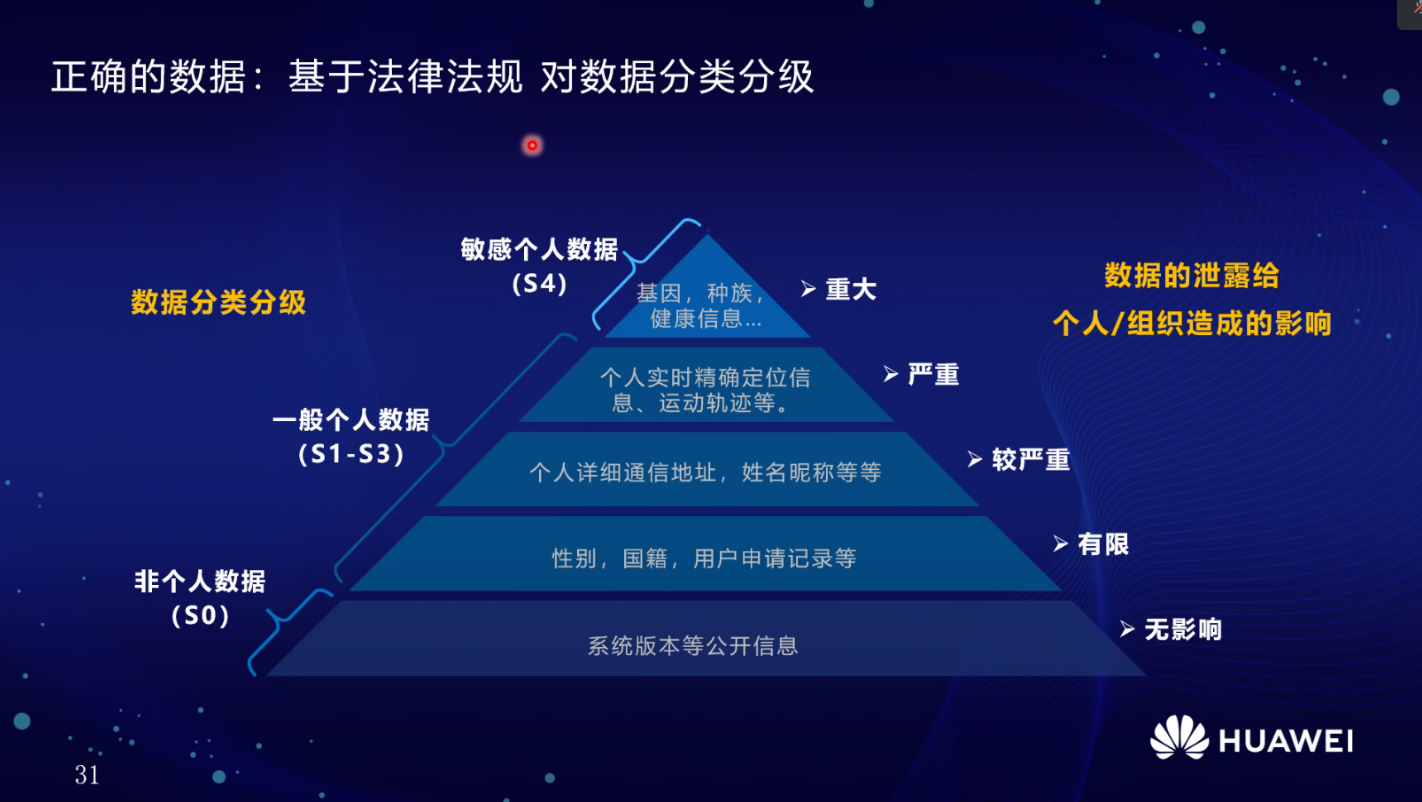 正确的数据：基于法律法规 对数据分类分级
数据分类分级
敏感个人数据
(S4)
基因，种族，
健康信息...
➢ 重大
数据的泄露给
个人/组织造成的影响
个人实时精确定位信
息、运动轨迹等。
➢ 严重
一般个人数据
(S1-S3)
个人详细通信地址，姓名昵称等等
➢ 较严重
性别，国籍，用户申请记录等
➢ 有限
非个人数据
(S0)
系统版本等公开信息
➢ 无影响
HUAWEI
31